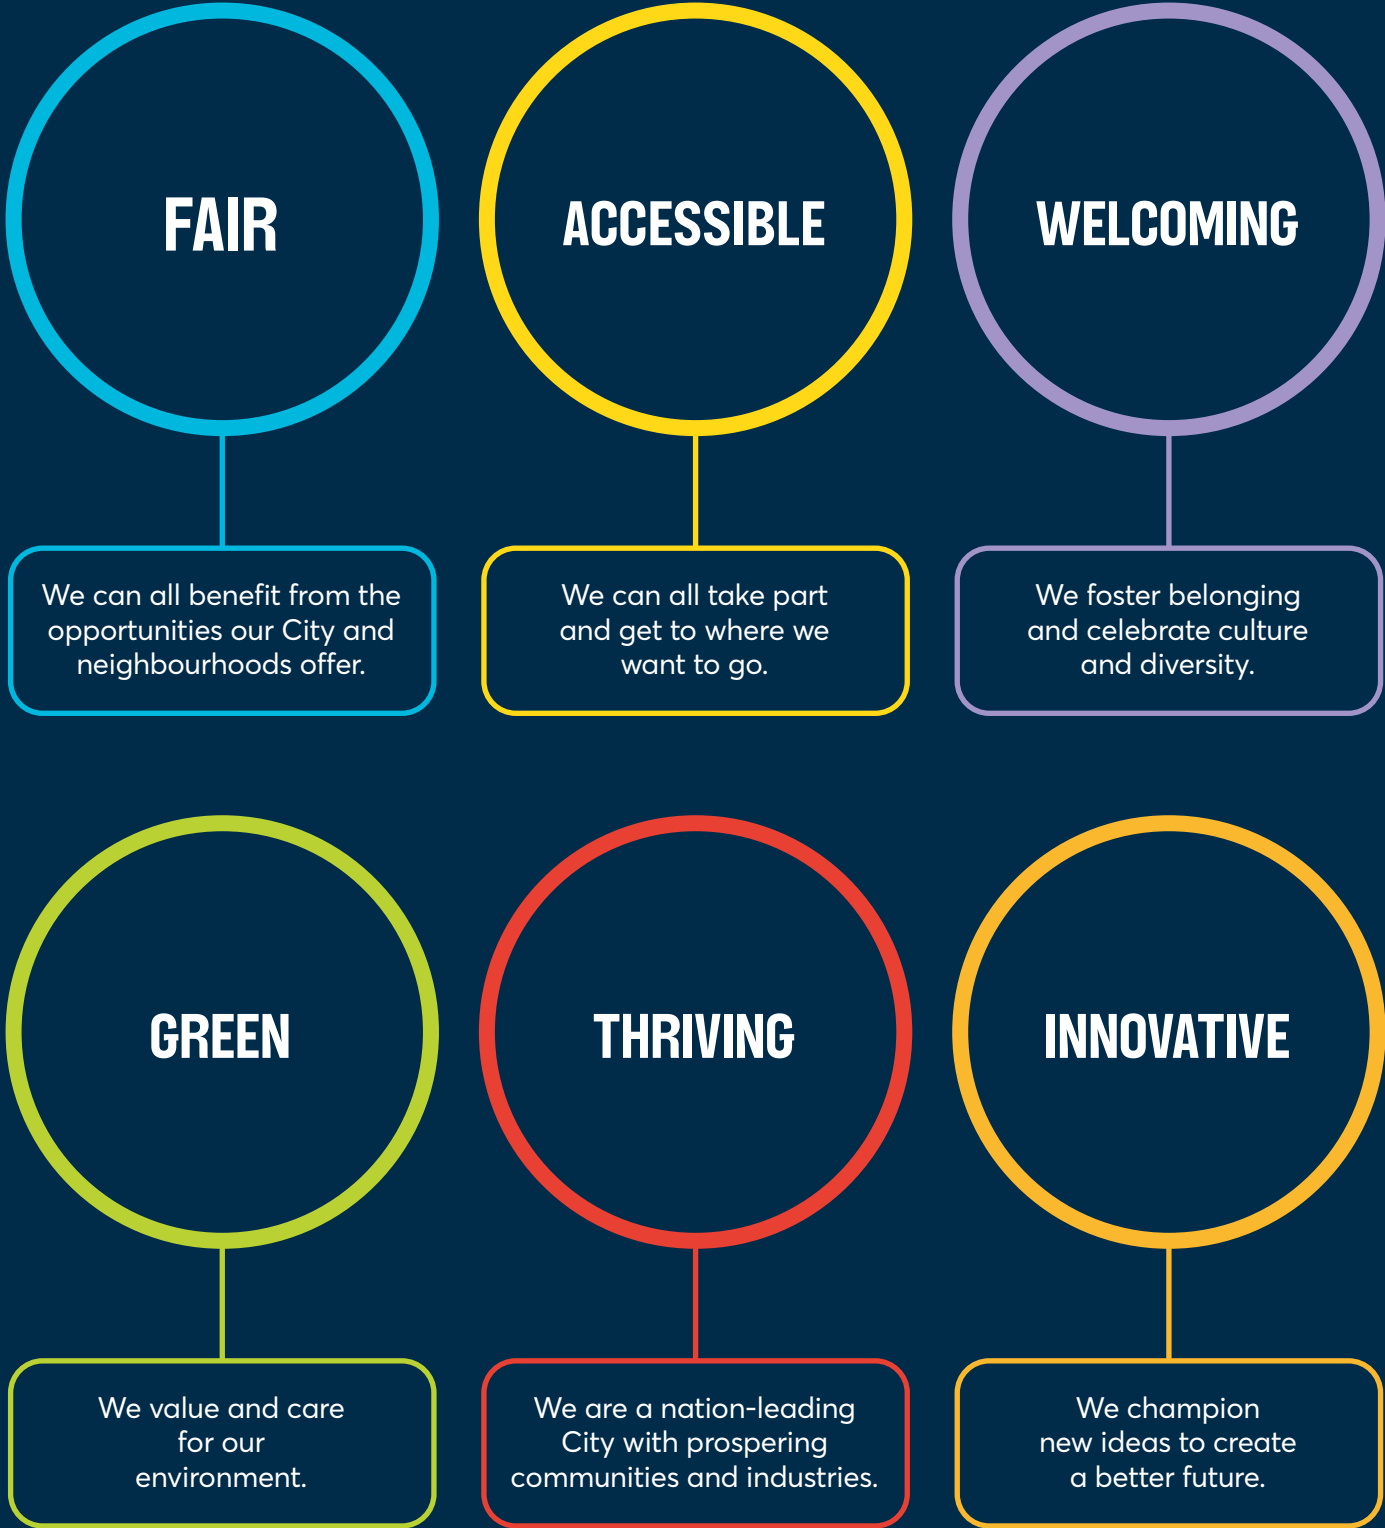 FAIR
We can all benefit from the
opportunities our City and
neighbourhoods offer.
ACCESSIBLE
We can all take part
and get to where we
want to go.
WELCOMING
We foster belonging
and celebrate culture
and diversity.
GREEN
We value and care
for our
environment.
THRIVING
We are a nation-leading
City with prospering
communities and industries.
INNOVATIVE
We champion
new ideas to create
a better future.